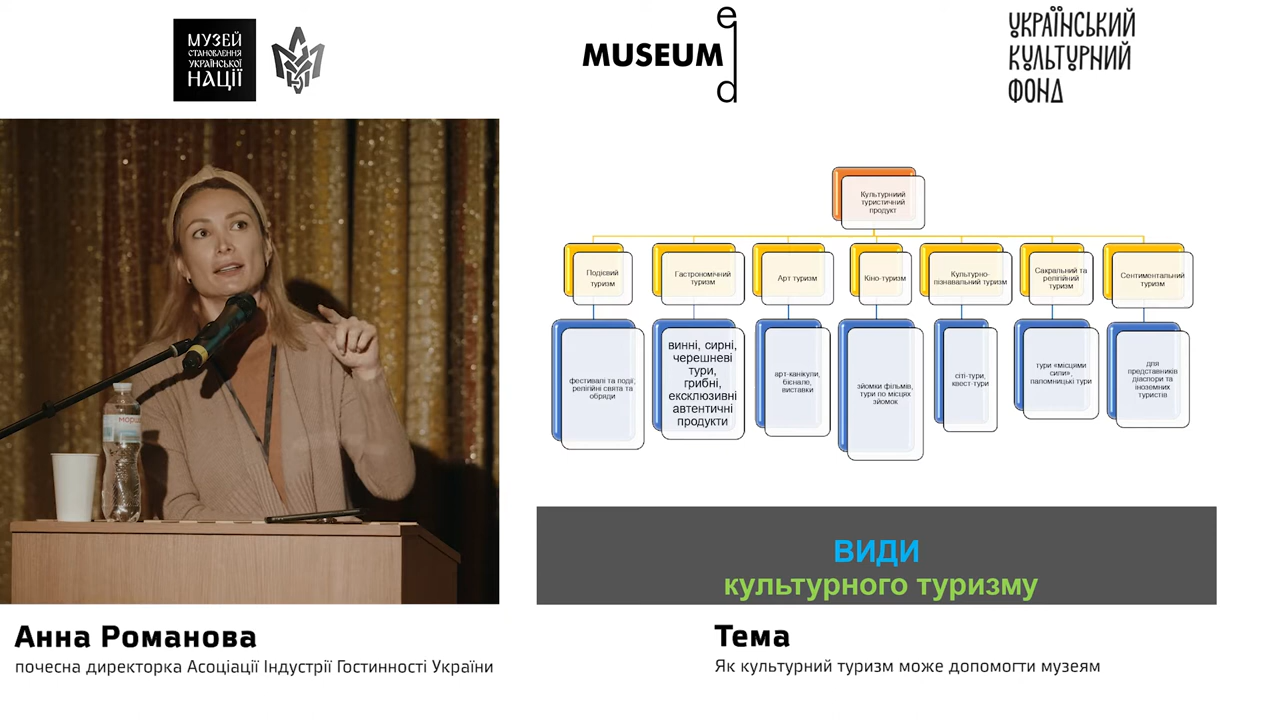 МУЗЕЙ
СТАНОВЛЕННЯ
УКРАЇНСЬКОЇ
НАЦІЇ
MUSEUM
ed
УКРАЇНСЬКИЙ
КУЛЬТУРНИЙ
ФОНД
Культурниий
туристичний
продукт
Подієвий
туризм
Гастрономічний
туризм
Арт туризм
Кіно-туризм
Культурно-
пізнавальний туризм
Сакральний та
релігійний
туризм
Сентиментальний
туризм
фестивалі та події,
релігійні свята та
обряди
винні, сирні,
черешневі
тури,
грибні,
ексклюзивні
автентичні
продукти
арт-канікули,
бієнале,
виставки
зйомки фільмів,
тури по місцях
зйомок
сіті-тури,
квест-тури
тури «місцями
сили»,
паломницькі тури
для
представників
діаспори та
іноземних
туристів
ВИДИ
культурного туризму
Анна Романова
почесна директорка Асоціації Індустрії Гостинності України
Тема
Як культурний туризм може допомогти музеям